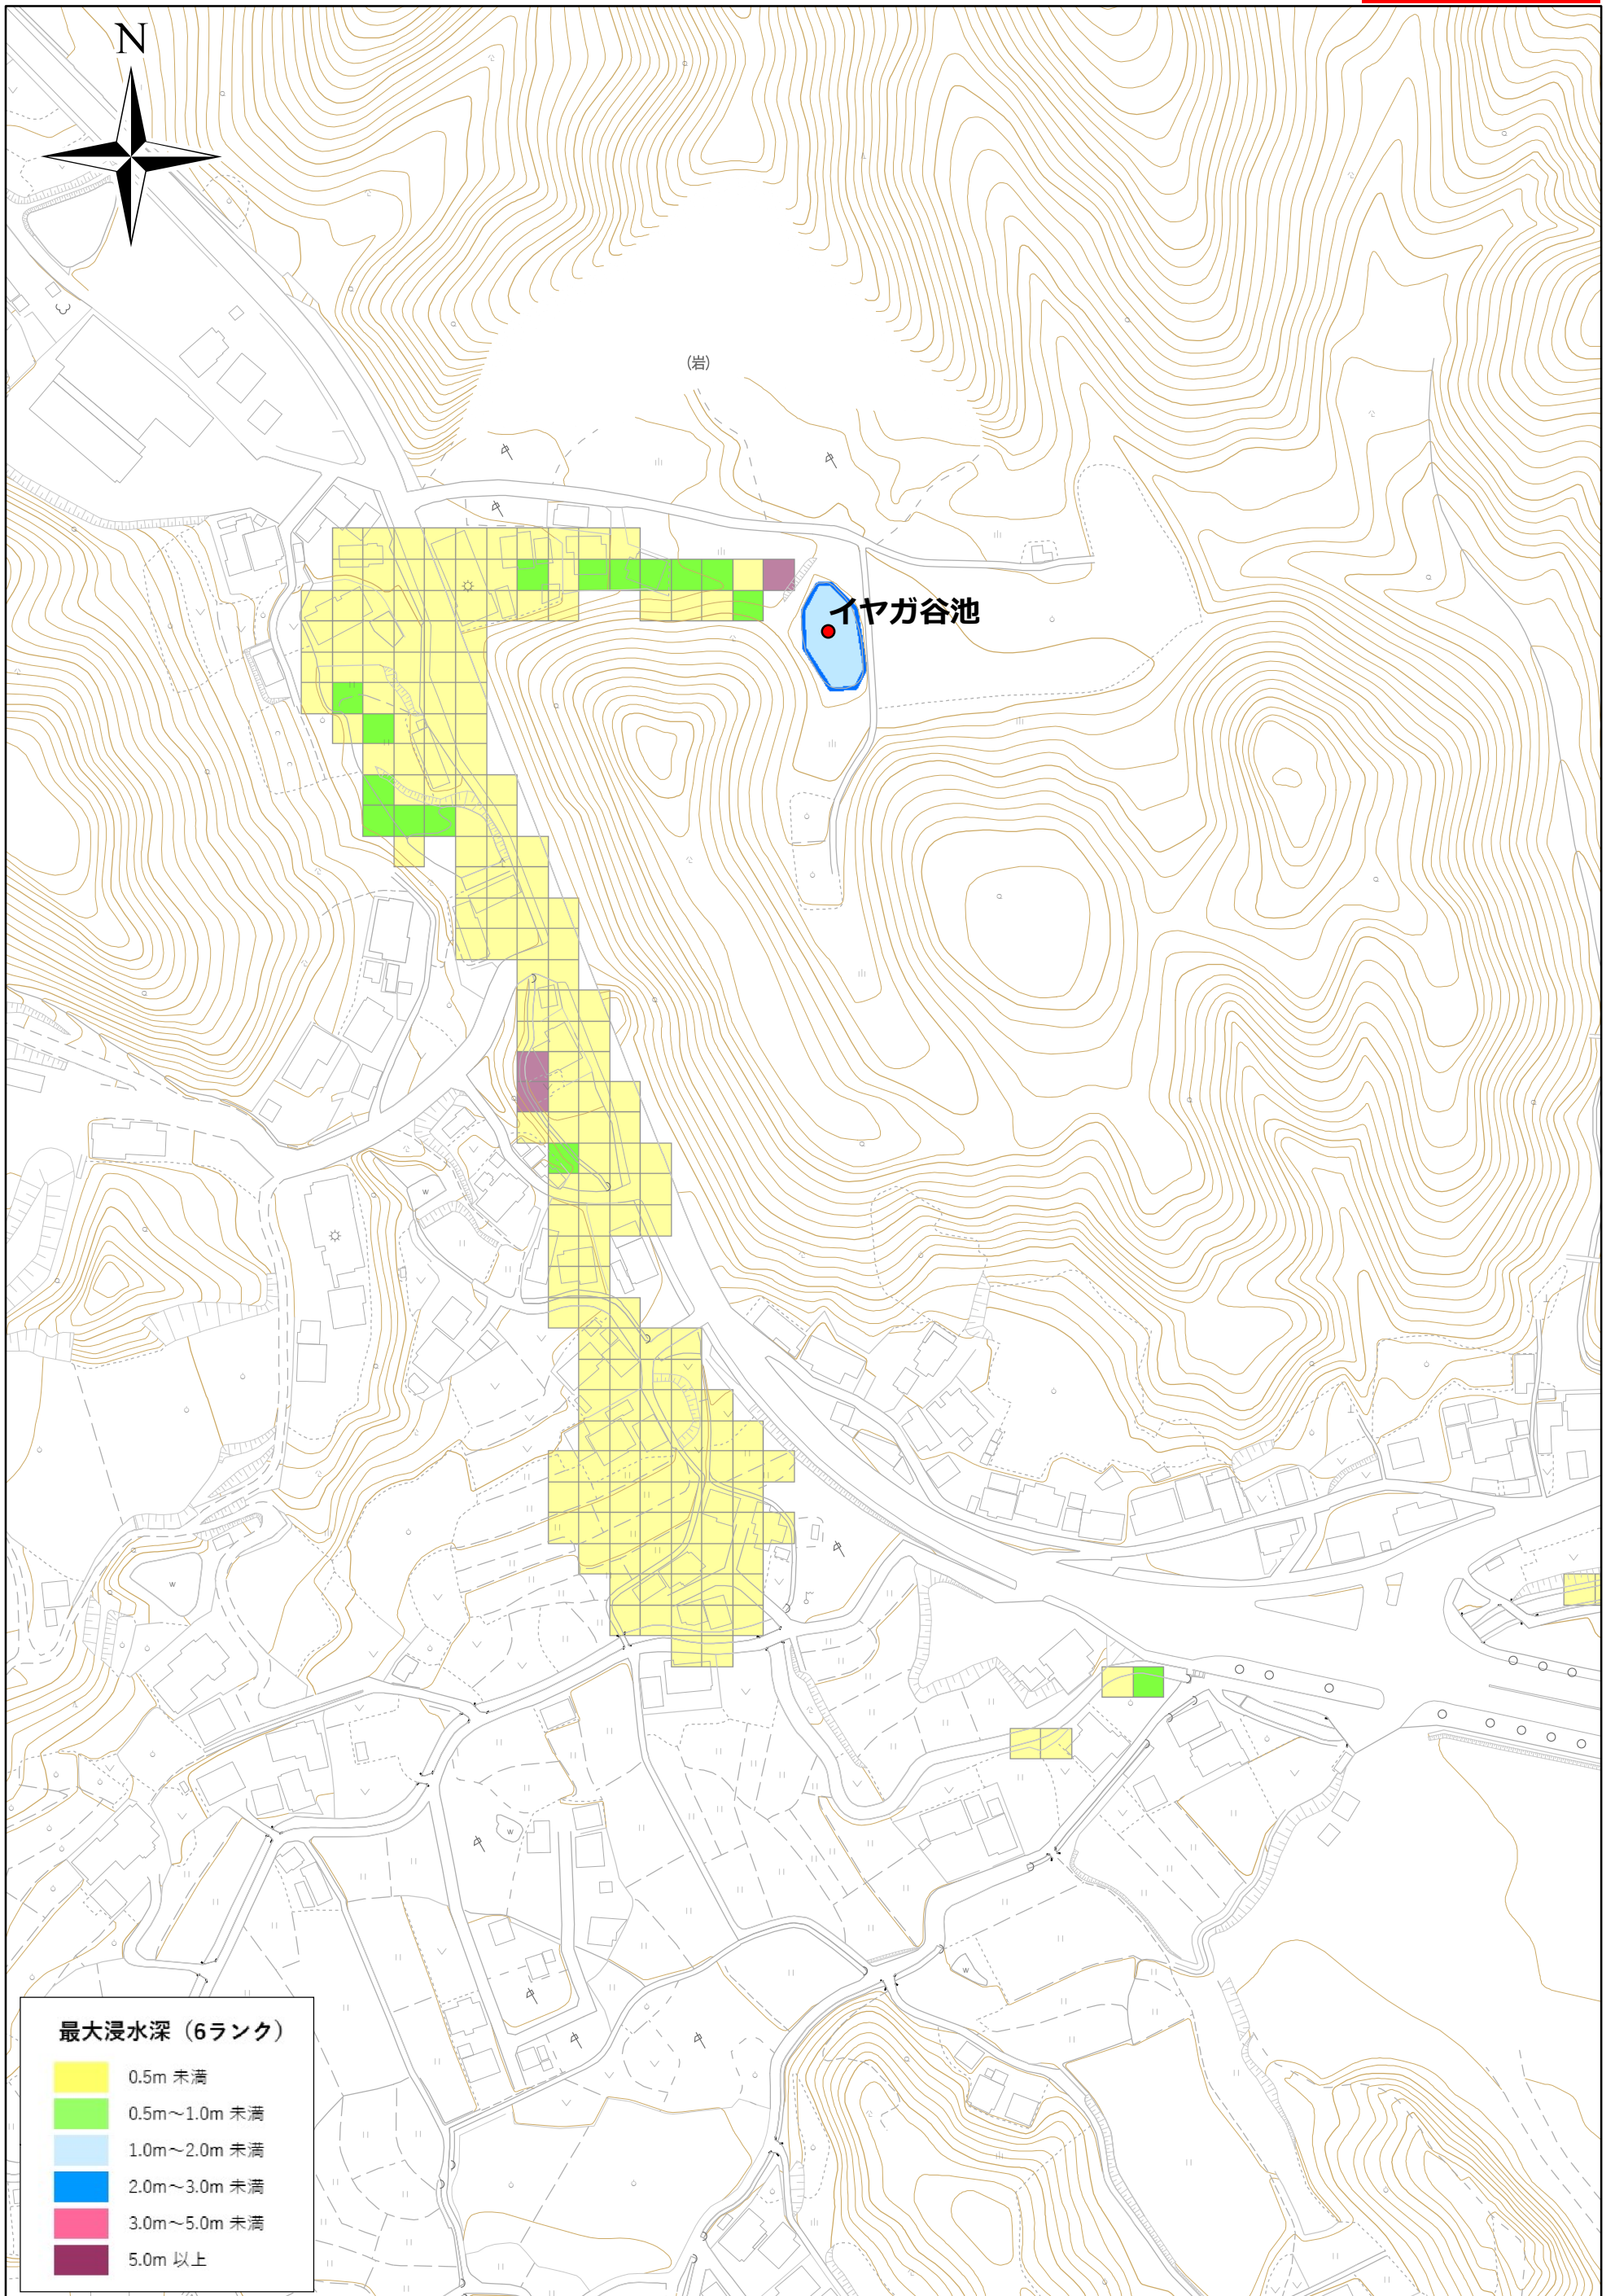 N
(岩)
イヤガ谷池
W
W
W
W
最大浸水深（6ランク）
0.5m 未満
0.5m～1.0m 未満
1.0m～2.0m 未満
2.0m～3.0m 未満
3.0m～5.0m 未満
5.0m 以上